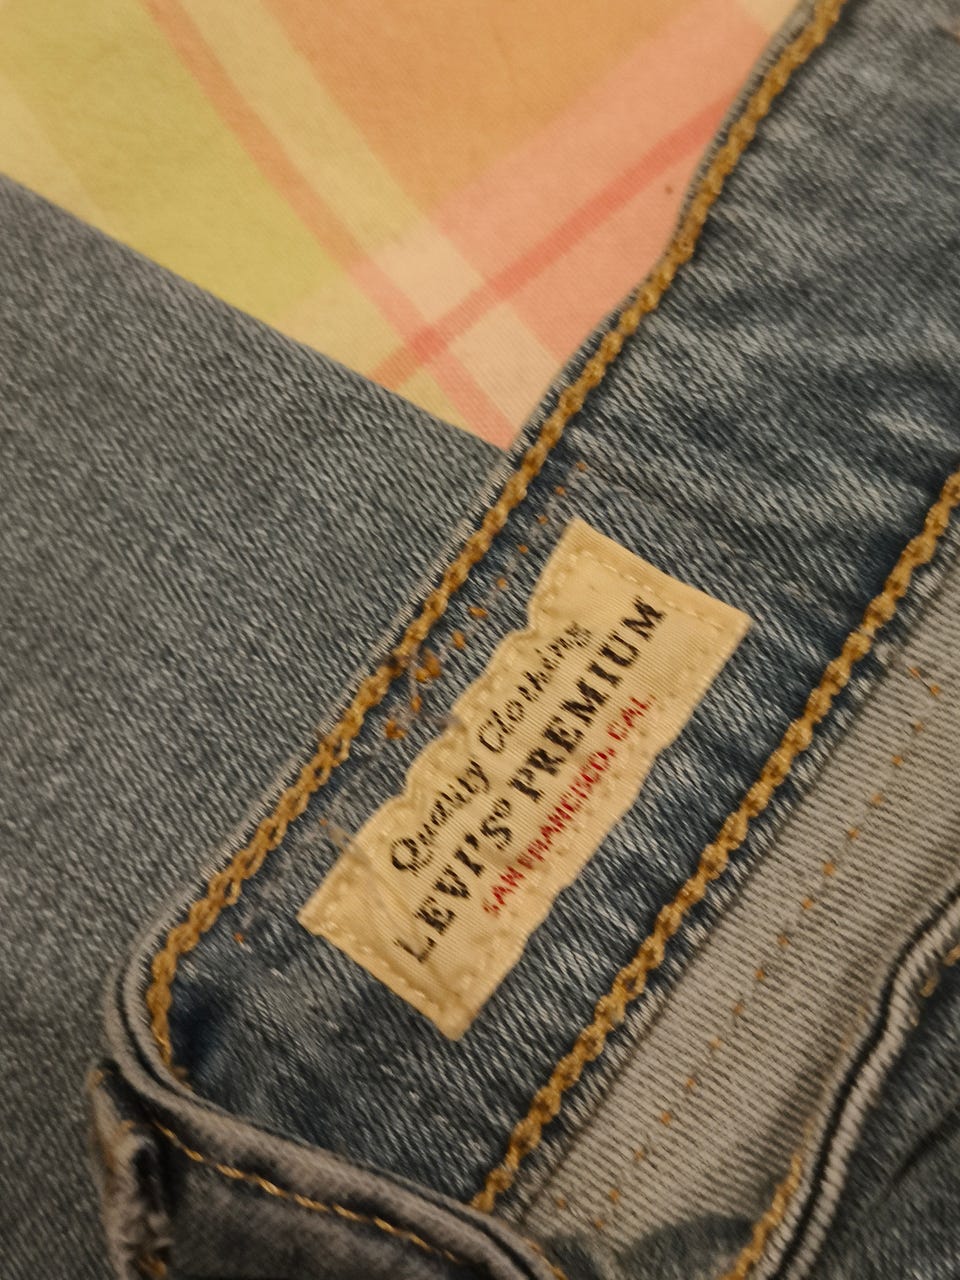 Quality Clothing
LEVI'S® PREMIUM
SAN FRANCISCO, CAL.